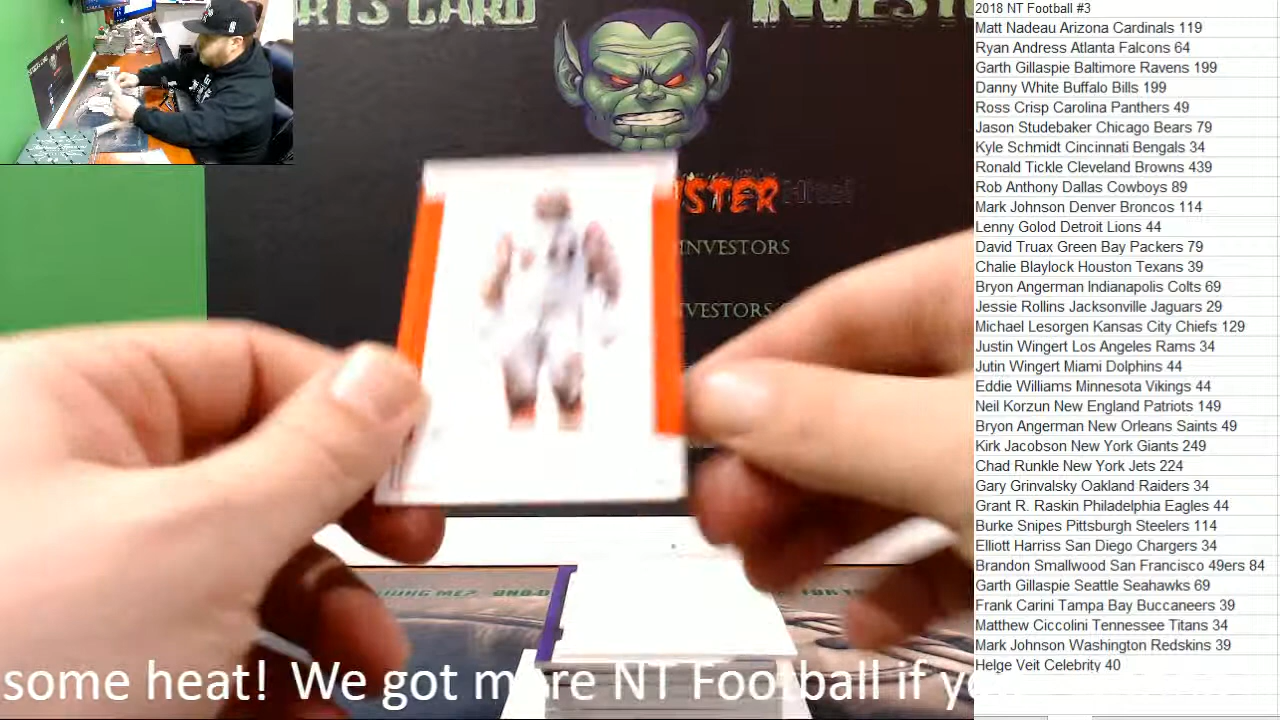 RTS CARD INVESTO
STER
INVESTORS
VESTORS
2018 NT Football #3
Matt Nadeau Arizona Cardinals 119
Ryan Andress Atlanta Falcons 64
Garth Gillaspie Baltimore Ravens 199
Danny White Buffalo Bills 199
Ross Crisp Carolina Panthers 49
Jason Studebaker Chicago Bears 79
Kyle Schmidt Cincinnati Bengals 34
Ronald Tickle Cleveland Browns 439
Rob Anthony Dallas Cowboys 89
Mark Johnson Denver Broncos 114
Lenny Golod Detroit Lions 44
David Truax Green Bay Packers 79
Chalie Blaylock Houston Texans 39
Bryon Angerman Indianapolis Colts 69
Jessie Rollins Jacksonville Jaguars 29
Michael Lesorgen Kansas City Chiefs 129
Justin Wingert Los Angeles Rams 34
Jutin Wingert Miami Dolphins 44
Eddie Williams Minnesota Vikings 44
Neil Korzun New England Patriots 149
Bryon Angerman New Orleans Saints 49
Kirk Jacobson New York Giants 249
Chad Runkle New York Jets 224
Gary Grinvalsky Oakland Raiders 34
Grant R. Raskin Philadelphia Eagles 44
Burke Snipes Pittsburgh Steelers 114
Elliott Harriss San Diego Chargers 34
Brandon Smallwood San Francisco 49ers 84
Garth Gillaspie Seattle Seahawks 69
Frank Carini Tampa Bay Buccaneers 39
Matthew Ciccolini Tennessee Titans 34
Mark Johnson Washington Redskins 39
Helge Veit Celebrity 40
some heat! We got more NT Football if yo